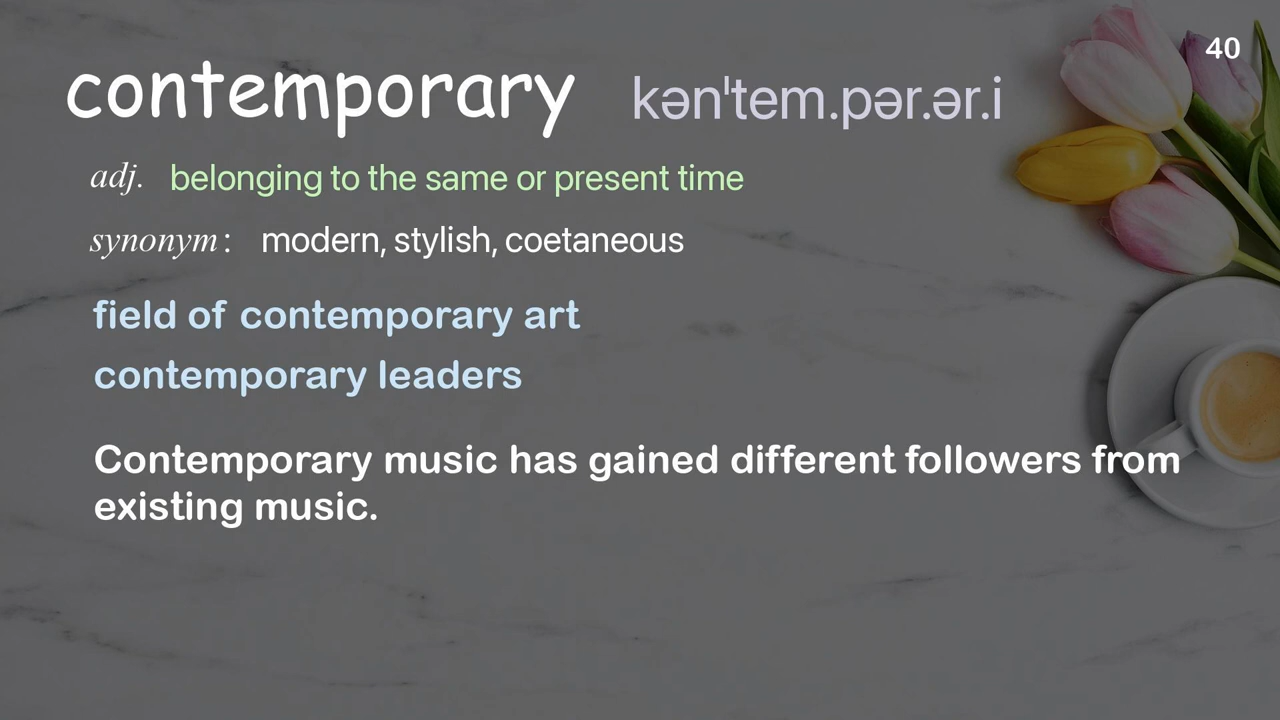 40
contemporary kən'tem.pər.ər.i
adj. belonging to the same or present time
synonym: modern, stylish, coetaneous
field of contemporary art
contemporary leaders
Contemporary music has gained different followers from
existing music.